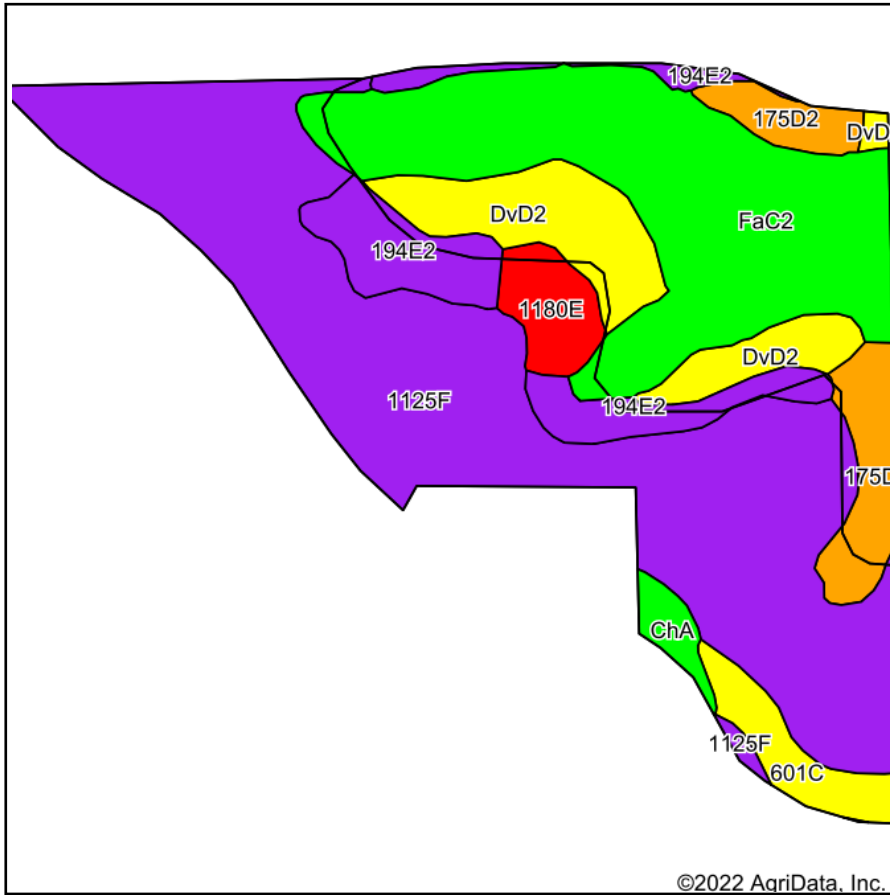 194E2
175D2
DvD
DvD2
FaC2
194E2
1180E
DvD2
1125F
194E2
175D
ChA
1125F
601C
©2022 AgriData, Inc.